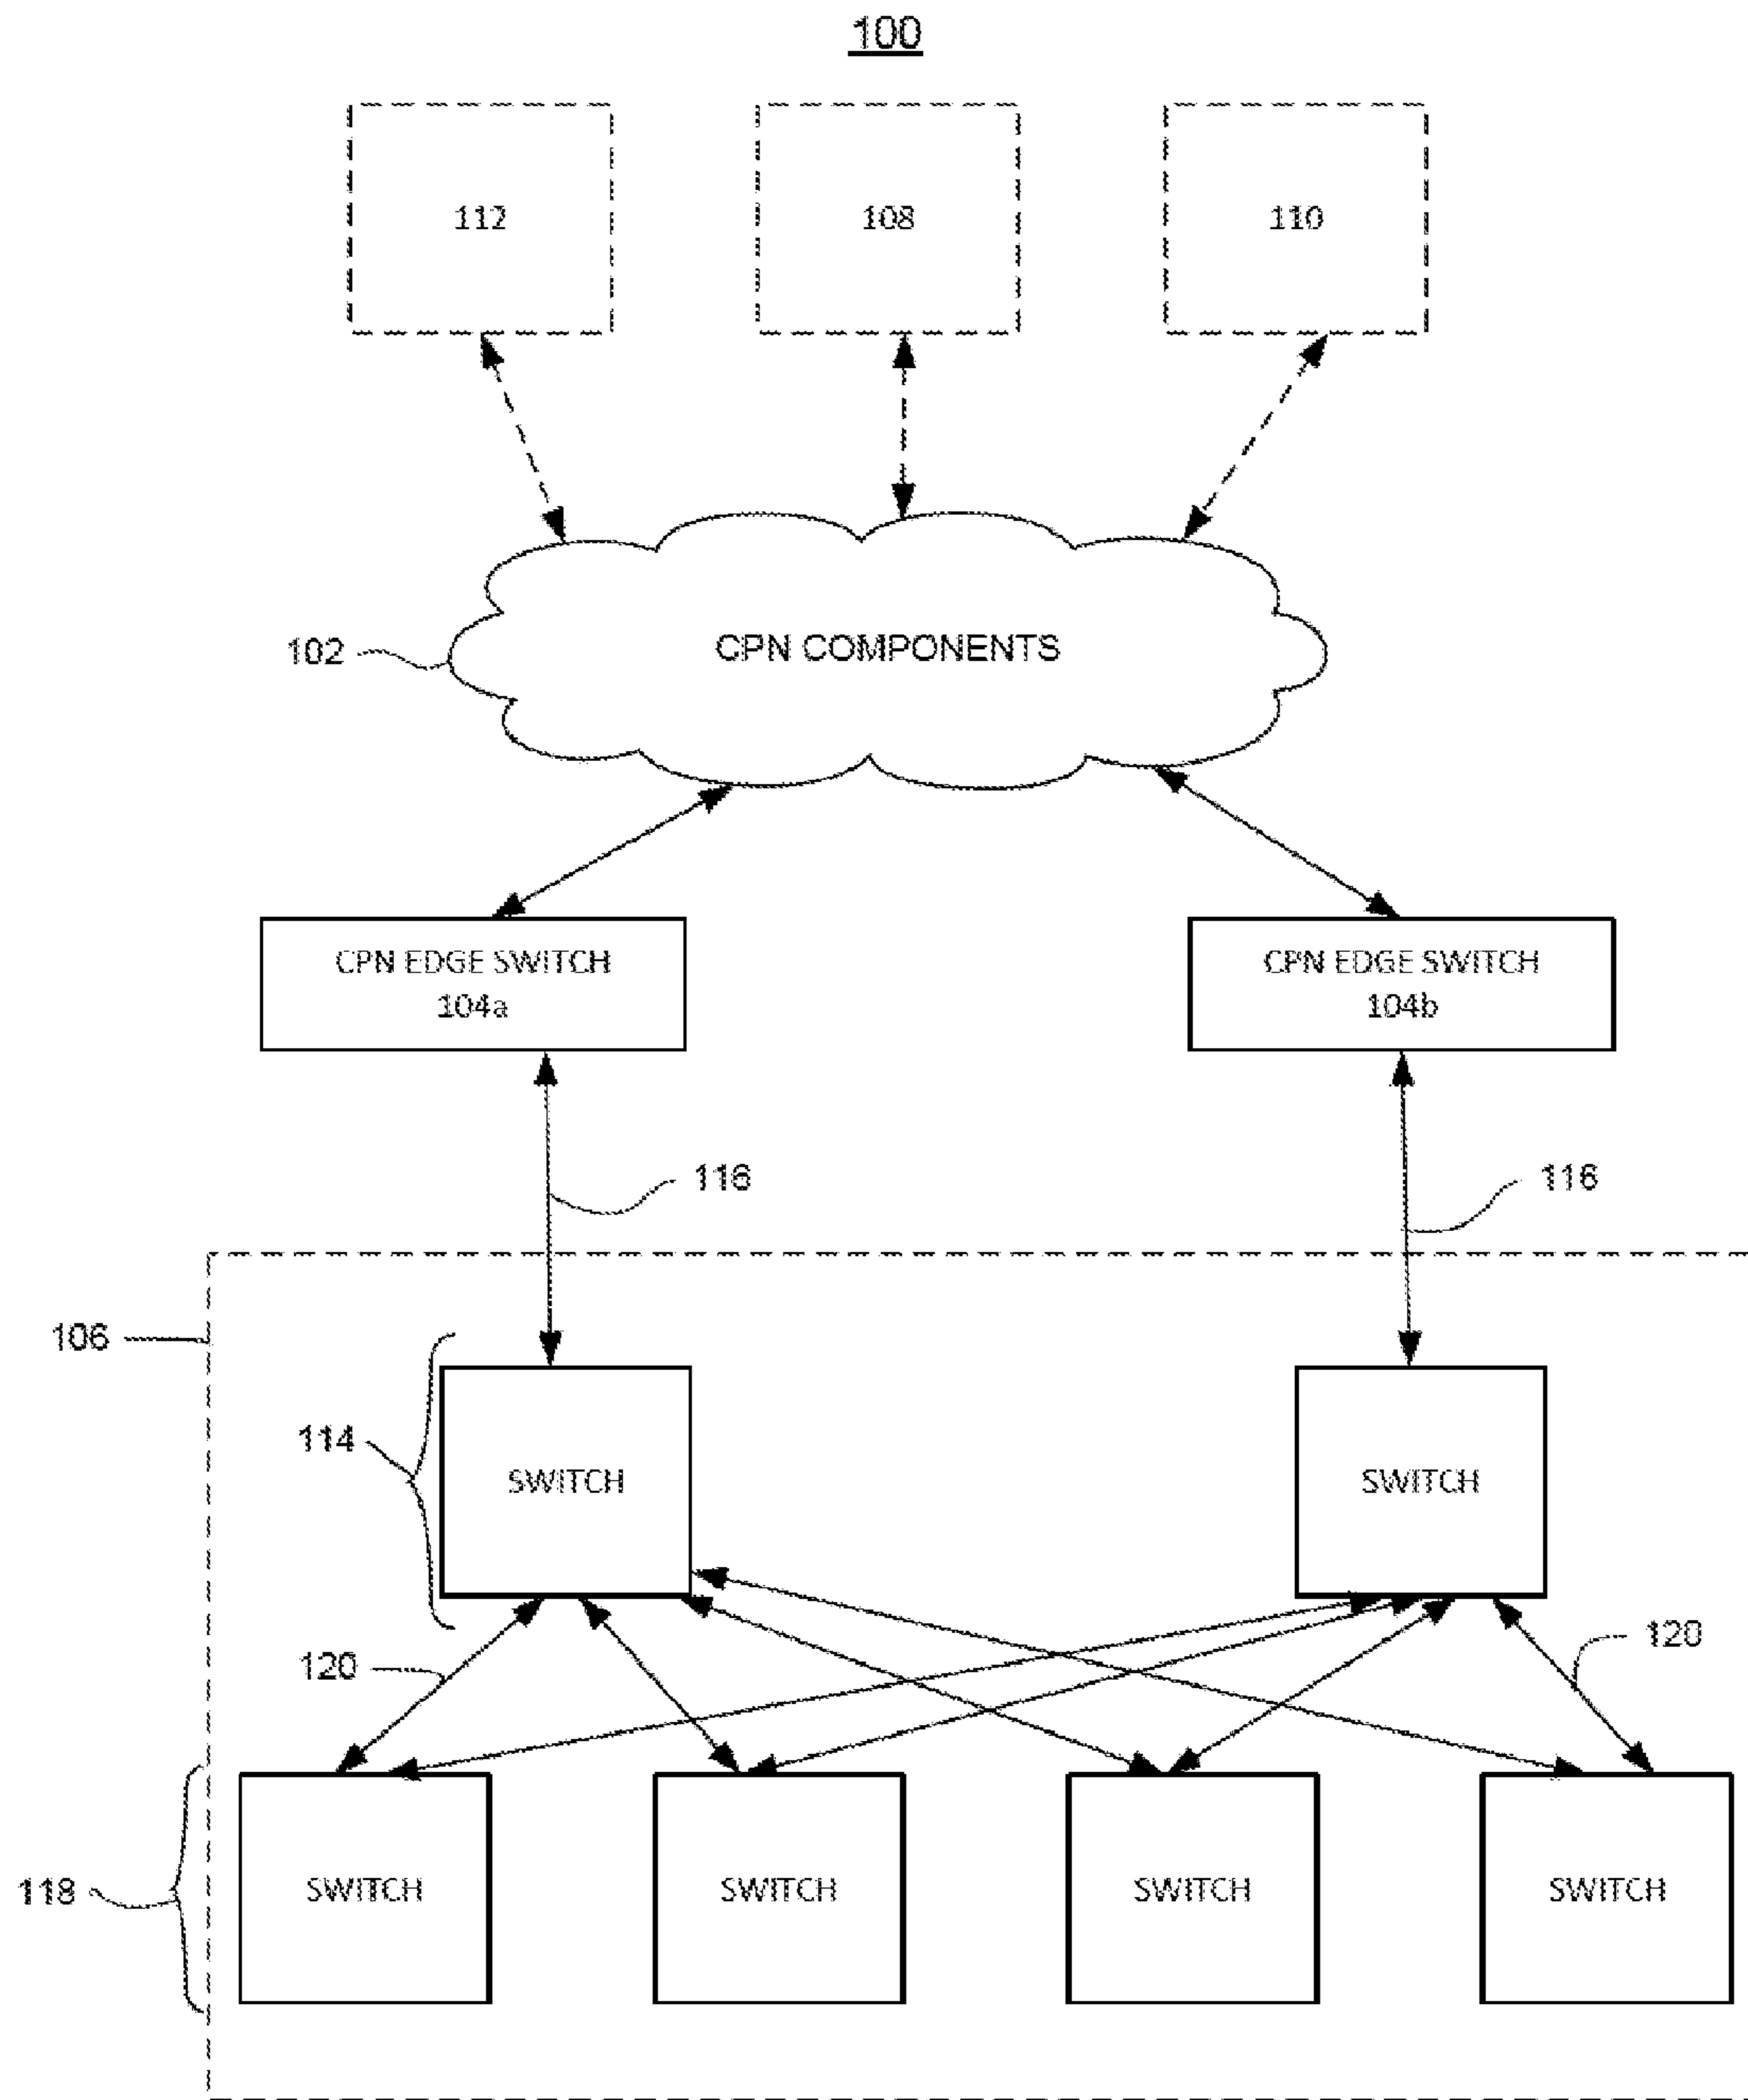 100
112
108
110
102
CPN COMPONENTS
CPN EDGE SWITCH
104a
CPN EDGE SWITCH
104b
116
116
106
114
SWITCH
SWITCH
120
120
118
SWITCH
SWITCH
SWITCH
SWITCH